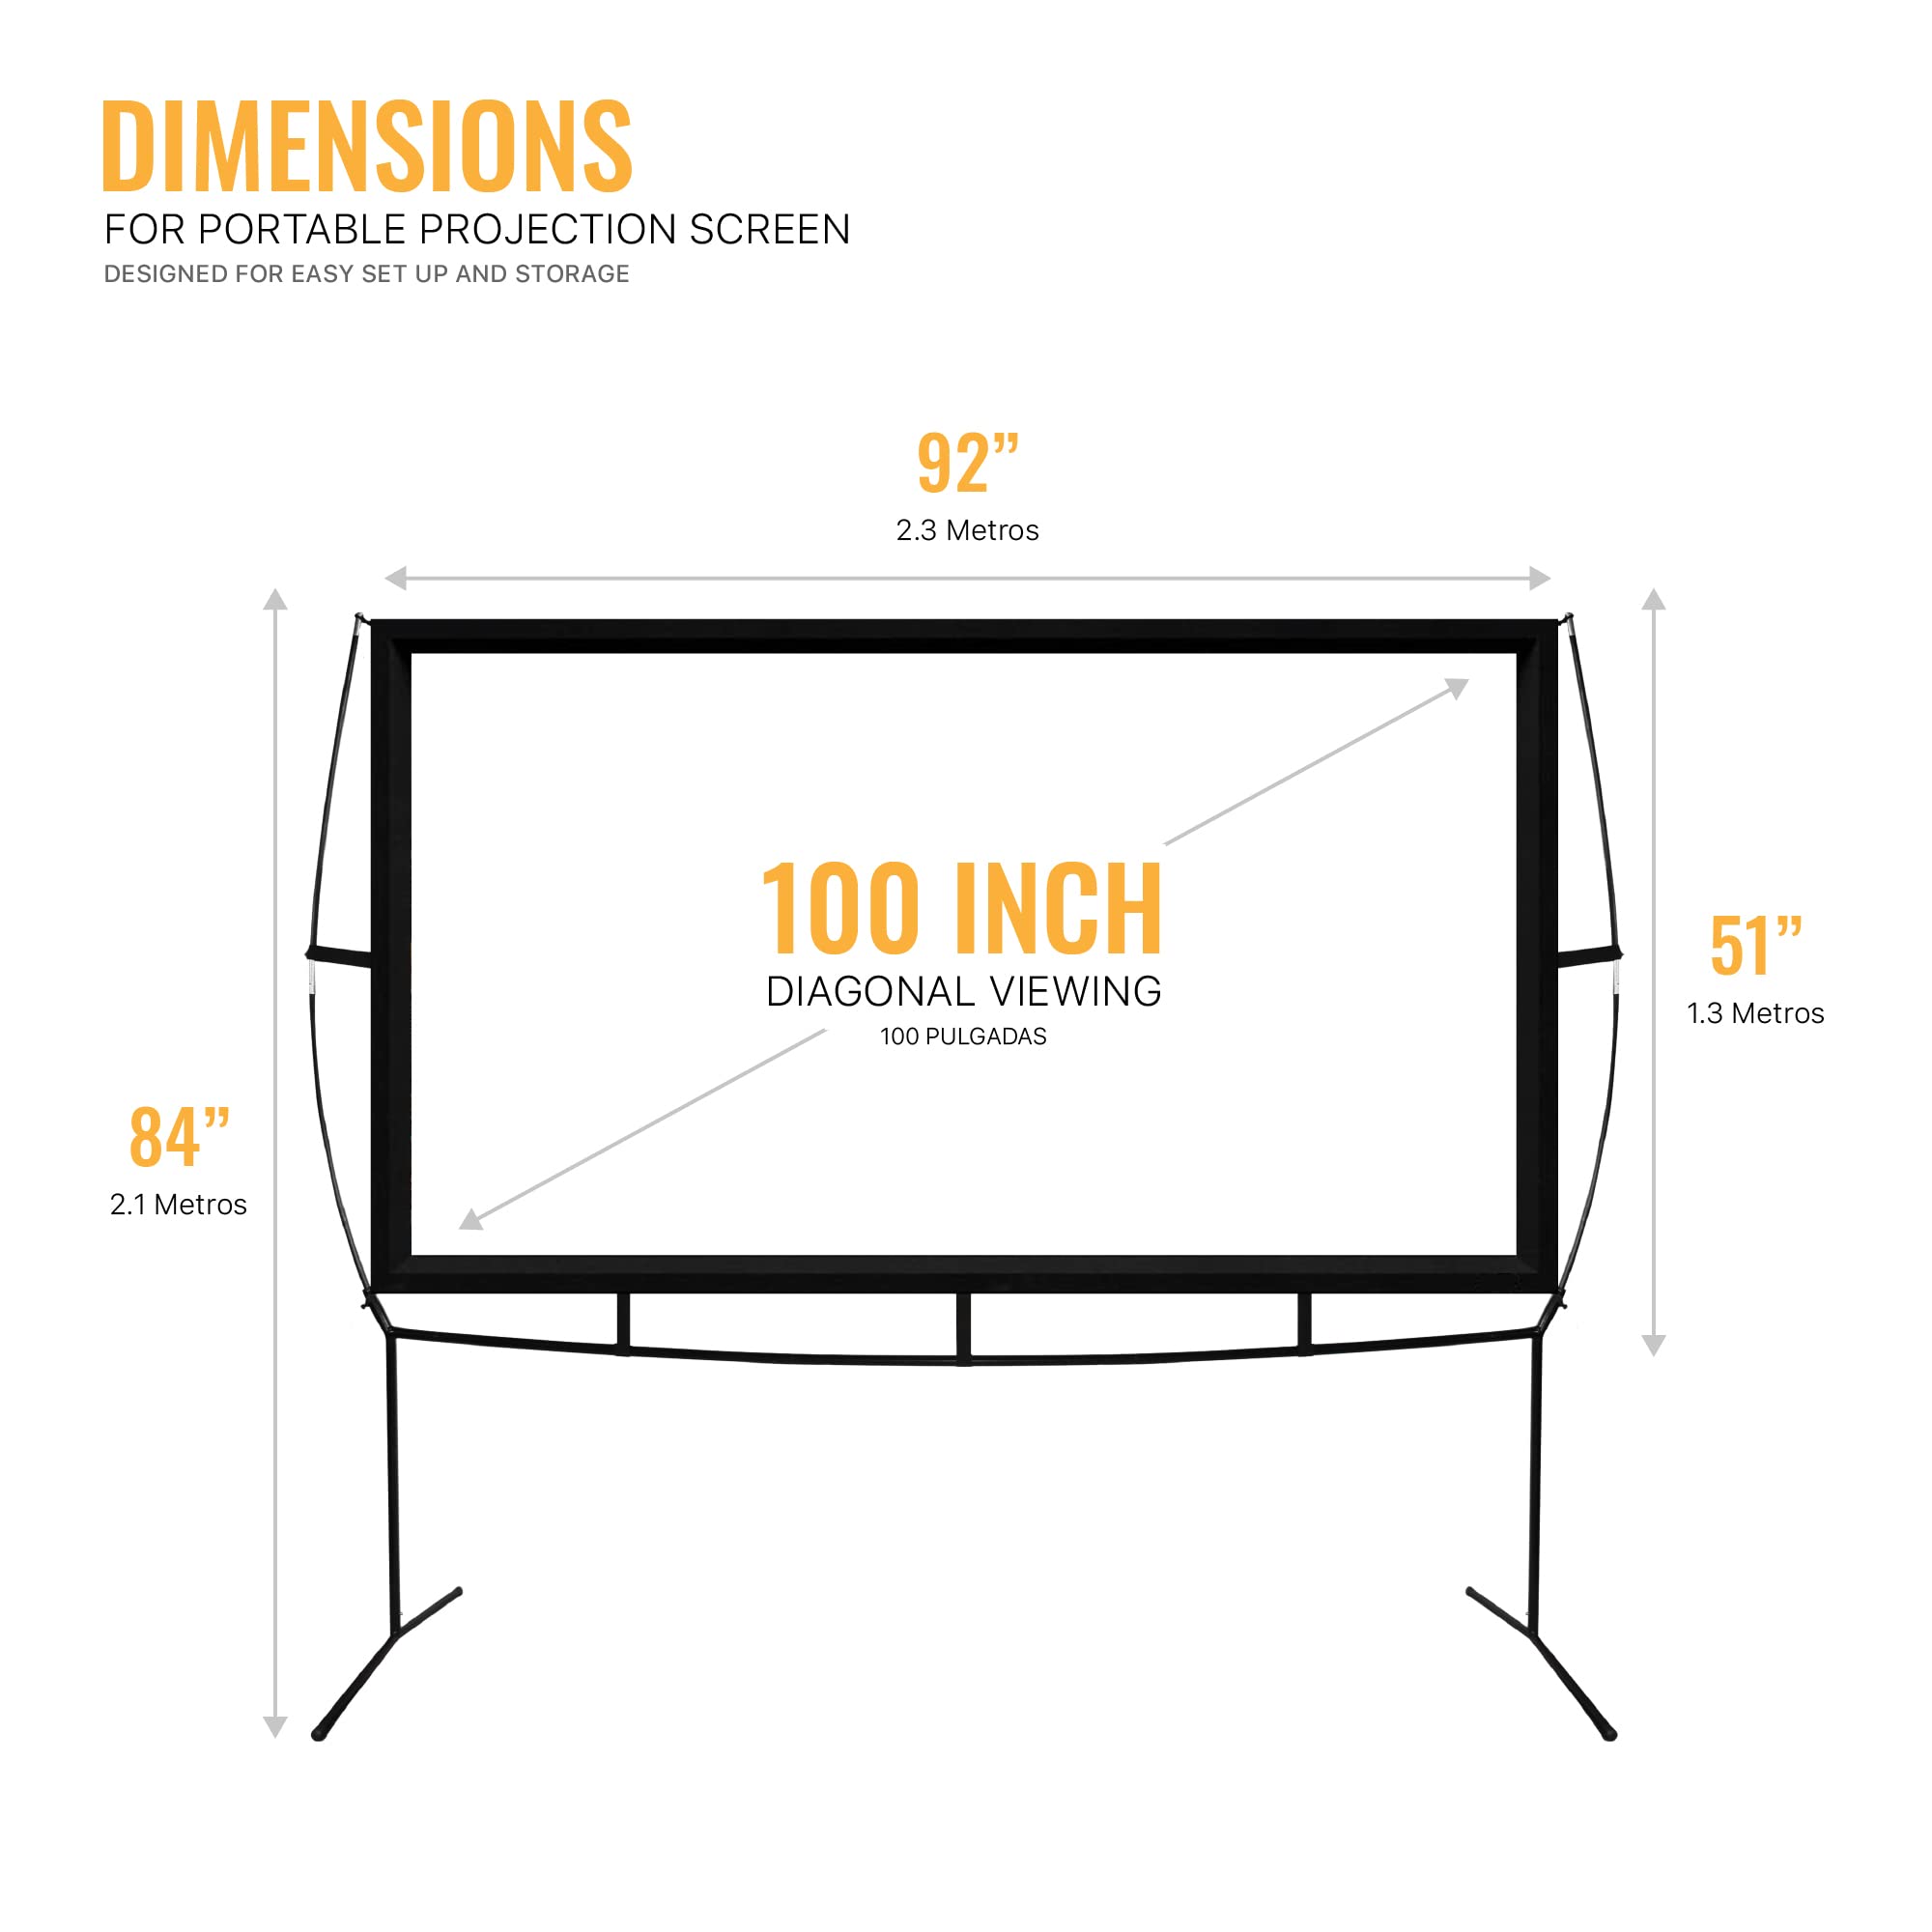 DIMENSIONS
FOR PORTABLE PROJECTION SCREEN
DESIGNED FOR EASY SET UP AND STORAGE
92”
2.3 Metros
100 INCH
DIAGONAL VIEWING
100 PULGADAS
51”
1.3 Metros
84”
2.1 Metros